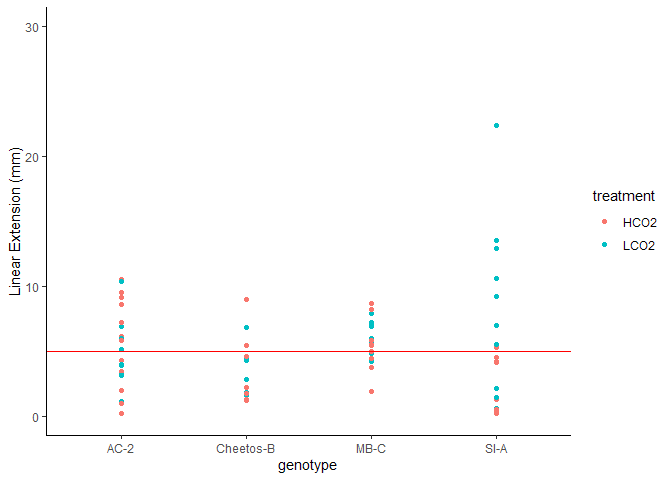 Linear Extension (mm)
30
20
10
0
AC-2
Cheetos-B
MB-C
SI-A
genotype
treatment
HCO2
LCO2